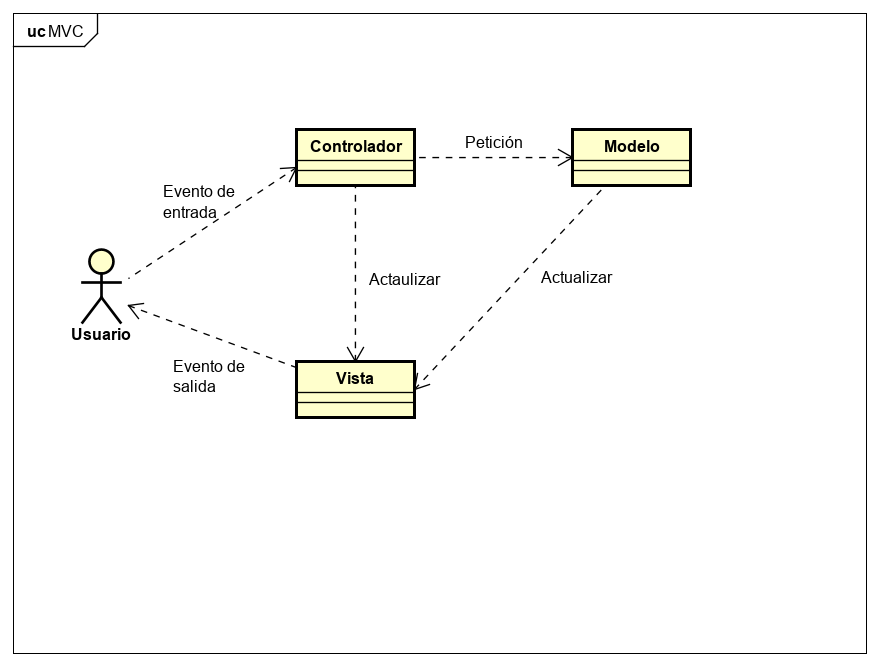 uc MVC
Controlador
Petición
Modelo
Evento de
entrada
Actaulizar
Actualizar
Usuario
Evento de
salida
Vista